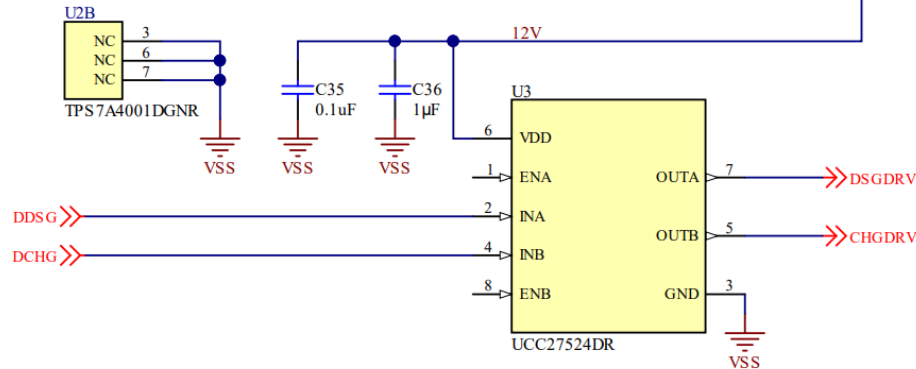 U2B
NC 3
NC 6
NC 7
TPS7A4001DGNR
VSS
C35
0.1uF
VSS
C36
1µF
VSS
12V
U3
6 VDD
1 ENA
2 INA
4 INB
8 ENB
OUTA 7
OUTB 5
GND 3
UCC27524DR
DDSG
DCHG
DSGDRV
CHGDRV
VSS